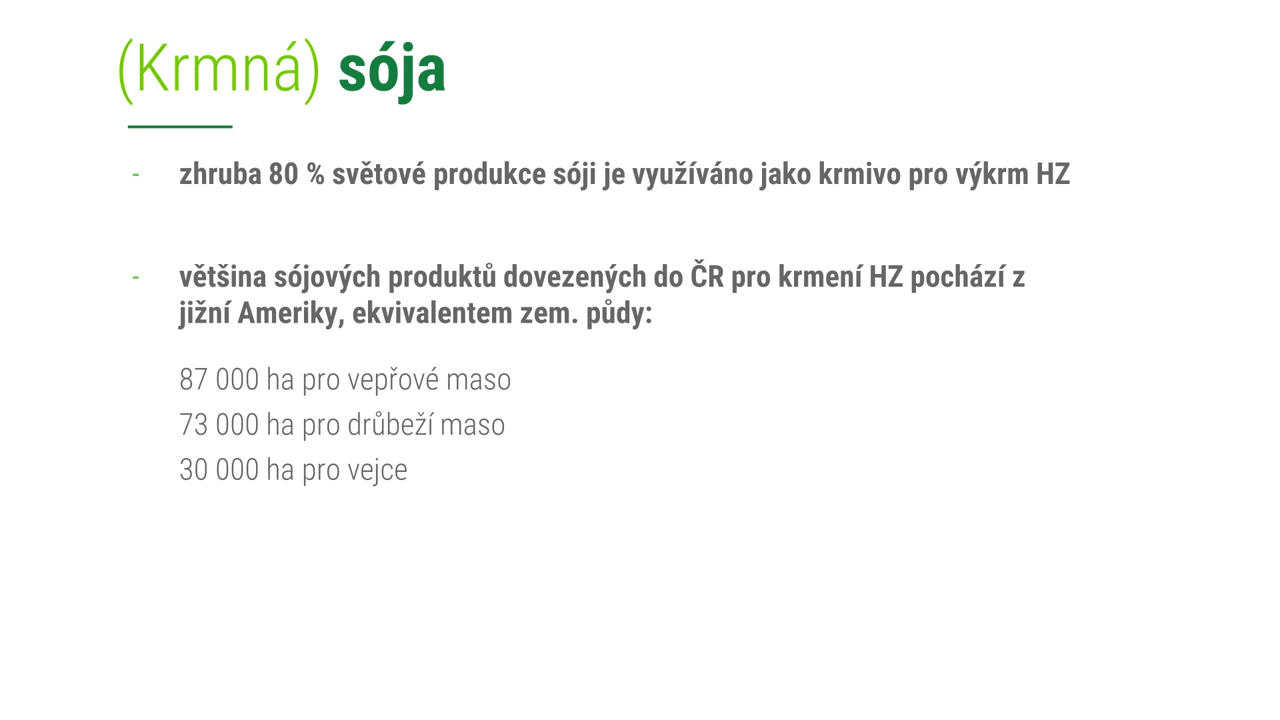 (Krmná) sója
- zhruba 80 % světové produkce sóji je využíváno jako krmivo pro výkrm HZ
- většina sójových produktů dovezených do ČR pro krmení HZ pochází z
jižní Ameriky, ekvivalentem zem. půdy:
87 000 ha pro vepřové maso
73 000 ha pro drůbeží maso
30 000 ha pro vejce